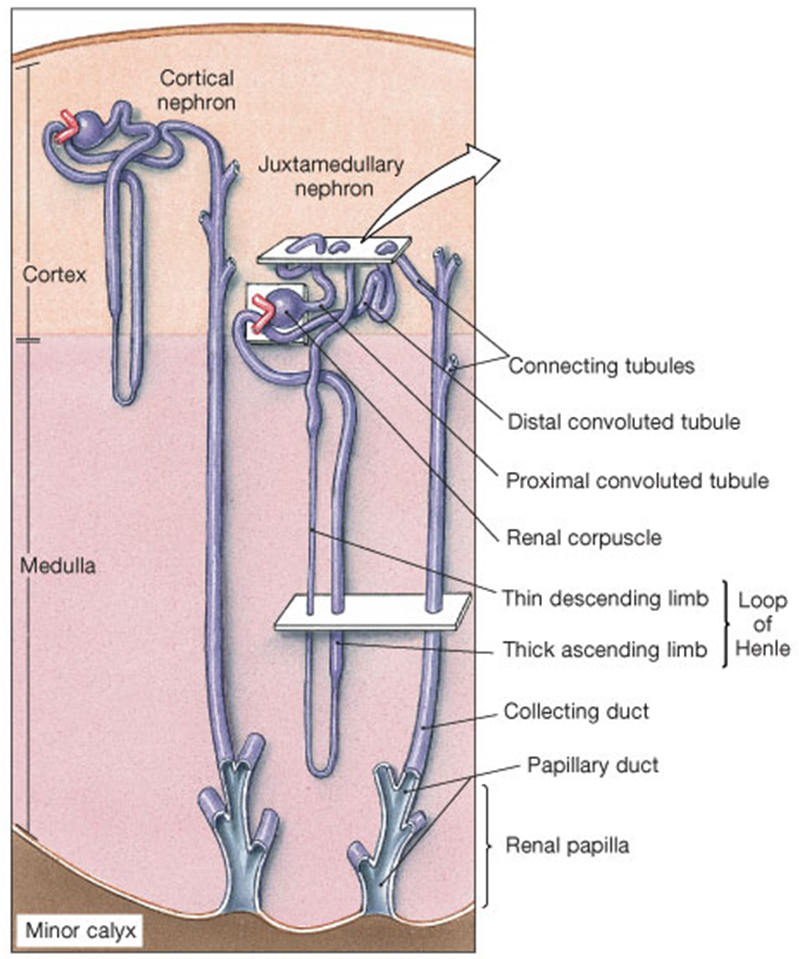 Cortical
nephron
Juxtamedullary
nephron
Cortex
Connecting tubules
Distal convoluted tubule
Proximal convoluted tubule
Renal corpuscle
Medulla
Thin descending limb
Thick ascending limb
Loop
of
Henle
Collecting duct
Papillary duct
Renal papilla
Minor calyx